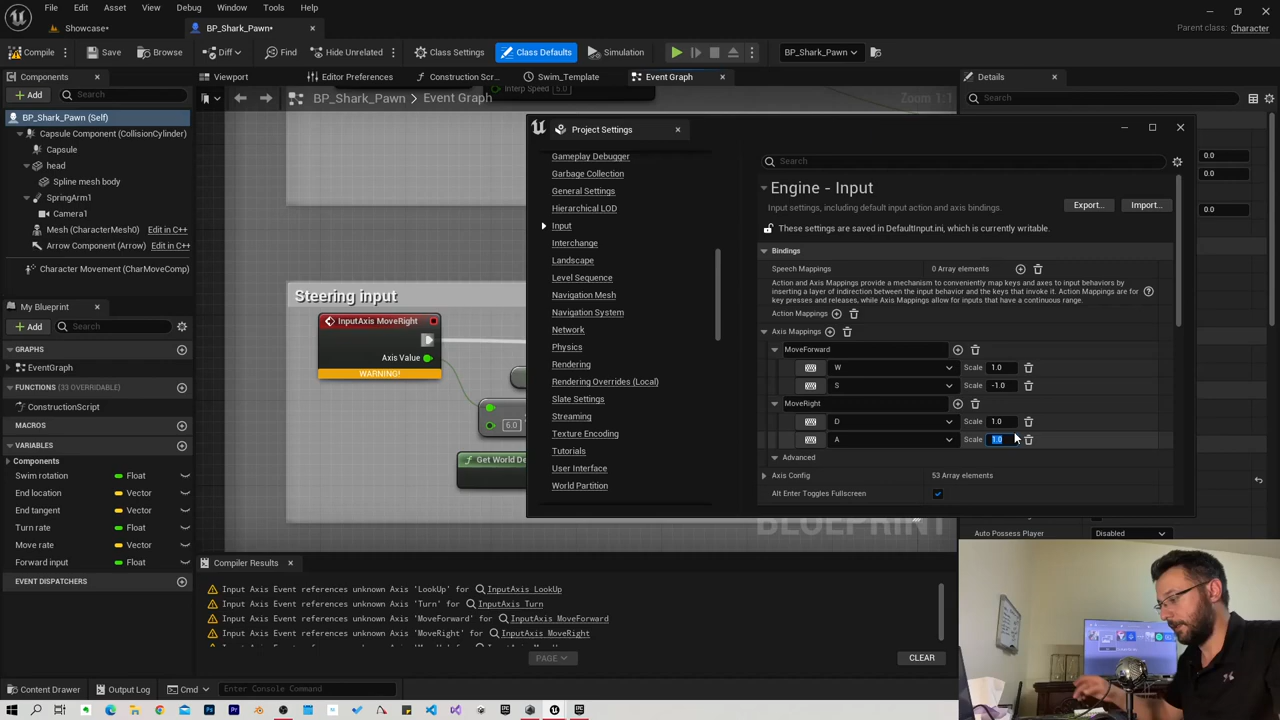 File Edit Asset View Debug Window Tools Help
Showcase*
BP_Shark_Pawn*
Parent class: Character
Compile Save Browse Diff Find Hide Unrelated Class Settings Class Defaults Simulation BP_Shark_Pawn
Components
Add
Search
BP_Shark_Pawn (Self)
Capsule Component (CollisionCylinder)
Capsule
head
Spline mesh body
SpringArm1
Camera1
Mesh (CharacterMesh0) Edit in C++
Arrow Component (Arrow) Edit in C++
Character Movement (CharMoveComp)
My Blueprint
Add
Search
GRAPHS
EventGraph
FUNCTIONS (33 OVERRIDABLE)
ConstructionScript
MACROS
VARIABLES
Components
Swim rotation Float
End location Vector
End tangent Vector
Turn rate Float
Move rate Vector
Forward input Float
EVENT DISPATCHERS
Viewport Editor Preferences Construction Scr... Swim_Template Event Graph
BP_Shark_Pawn > Event Graph
Zoom 1:1
Interp Speed 5.0
Steering input
InputAxis MoveRight
Axis Value
WARNING!
6.0
Get World De
BLUEPRINT
Project Settings
Gameplay Debugger
Garbage Collection
General Settings
Hierarchical LOD
Input
Interchange
Landscape
Level Sequence
Navigation Mesh
Navigation System
Network
Physics
Rendering
Rendering Overrides (Local)
Slate Settings
Streaming
Texture Encoding
Tutorials
User Interface
World Partition
Search
Engine - Input
Input settings, including default input action and axis bindings.
Export... Import...
These settings are saved in DefaultInput.ini, which is currently writable.
Bindings
Speech Mappings 0 Array elements
Action and Axis Mappings provide a mechanism to conveniently map keys and axes to input behaviors by
inserting a layer of indirection between the input behavior and the keys that invoke it. Action Mappings are for
key presses and releases, while Axis Mappings allow for inputs that have a continuous range.
Action Mappings
Axis Mappings
MoveForward
W Scale 1.0
S Scale -1.0
MoveRight
D Scale 1.0
A Scale 1.0
Advanced
Axis Config 53 Array elements
Alt Enter Toggles Fullscreen
Details
Search
0.0
0.0
0.0
Auto Possess Player Disabled
Compiler Results
Input Axis Event references unknown Axis 'LookUp' for InputAxis LookUp
Input Axis Event references unknown Axis 'Turn' for InputAxis Turn
Input Axis Event references unknown Axis 'MoveForward' for InputAxis MoveForward
Input Axis Event references unknown Axis 'MoveRight' for InputAxis MoveRight
PAGE
CLEAR
Content Drawer Output Log Cmd Enter Console Command